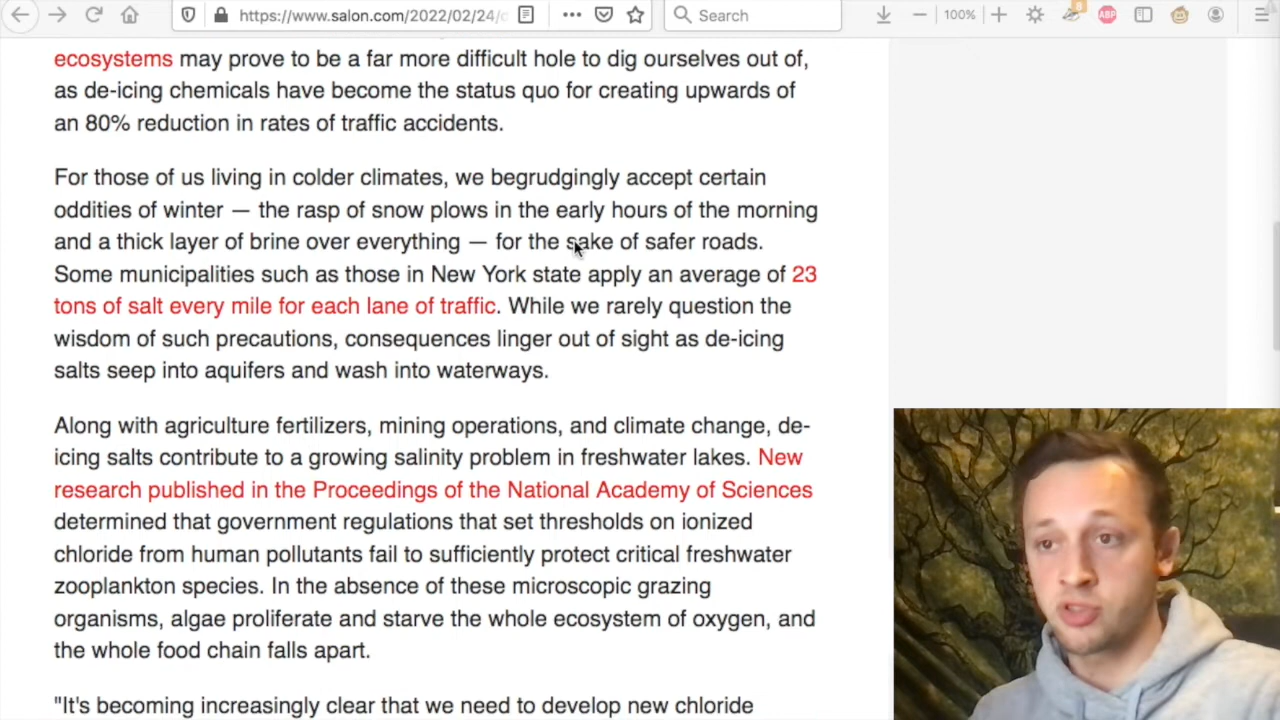 https://www.salon.com/2022/02/24/
Search
100%
8
ABP
ecosystems may prove to be a far more difficult hole to dig ourselves out of,
as de-icing chemicals have become the status quo for creating upwards of
an 80% reduction in rates of traffic accidents.
For those of us living in colder climates, we begrudgingly accept certain
oddities of winter — the rasp of snow plows in the early hours of the morning
and a thick layer of brine over everything — for the sake of safer roads.
Some municipalities such as those in New York state apply an average of 23
tons of salt every mile for each lane of traffic. While we rarely question the
wisdom of such precautions, consequences linger out of sight as de-icing
salts seep into aquifers and wash into waterways.
Along with agriculture fertilizers, mining operations, and climate change, de-
icing salts contribute to a growing salinity problem in freshwater lakes. New
research published in the Proceedings of the National Academy of Sciences
determined that government regulations that set thresholds on ionized
chloride from human pollutants fail to sufficiently protect critical freshwater
zooplankton species. In the absence of these microscopic grazing
organisms, algae proliferate and starve the whole ecosystem of oxygen, and
the whole food chain falls apart.
"It's becoming increasingly clear that we need to develop new chloride